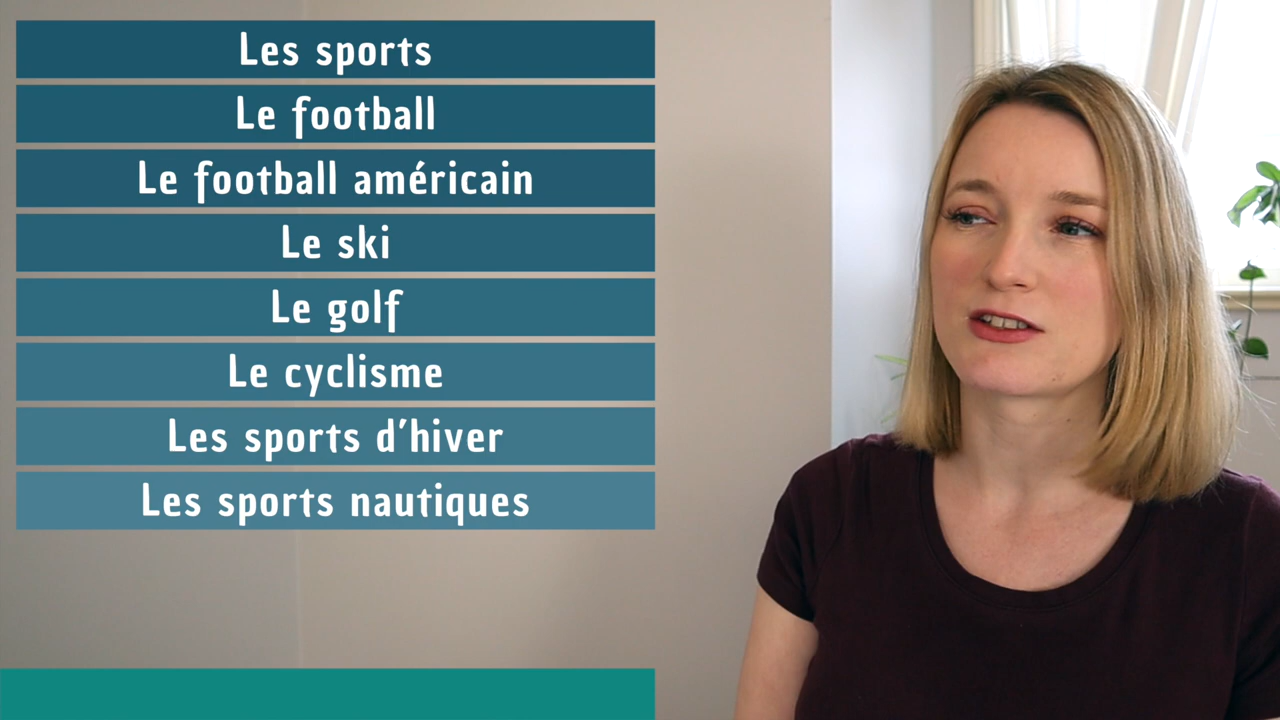 Les sports
Le football
Le football américain
Le ski
Le golf
Le cyclisme
Les sports d'hiver
Les sports nautiques